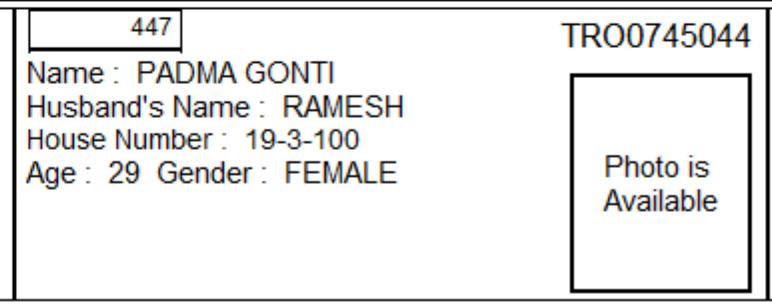 447
TRO0745044
Name : PADMA GONTI
Husband's Name : RAMESH
House Number : 19-3-100
Age : 29 Gender : FEMALE
Photo is
Available